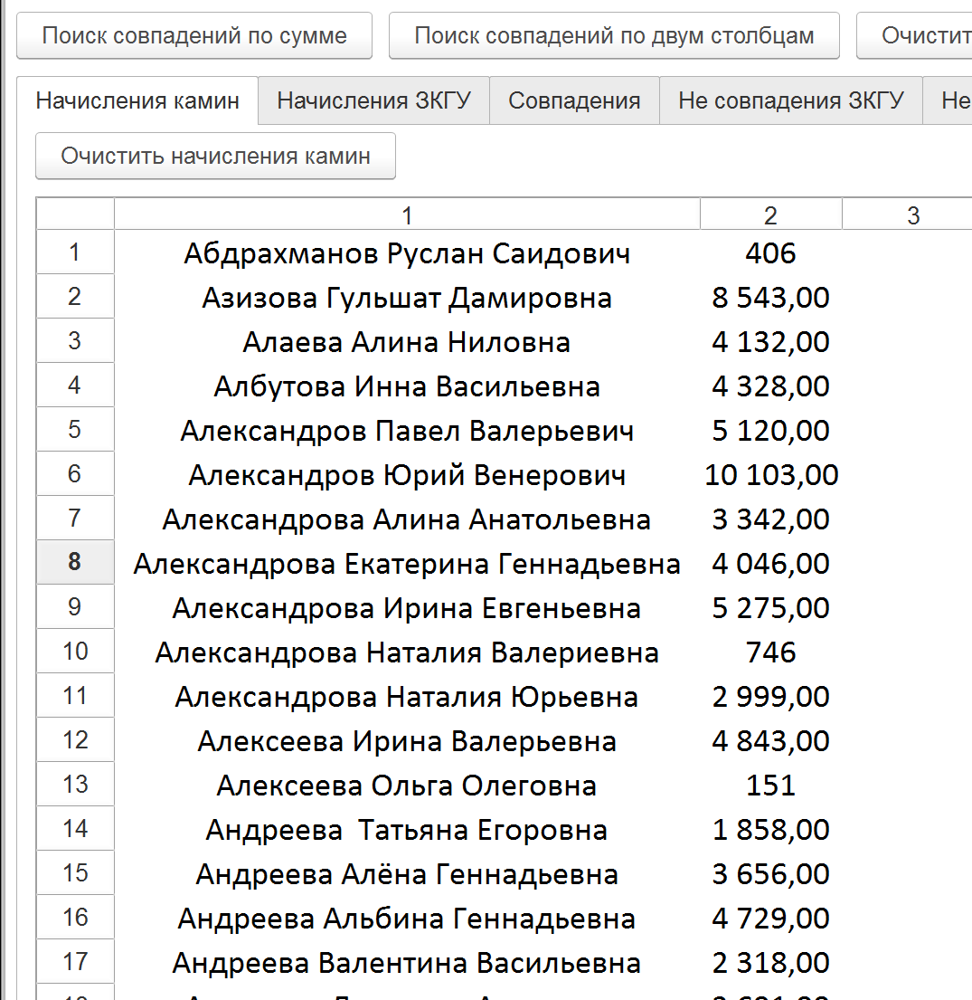 Поиск совпадений по сумме Поиск совпадений по двум столбцам Очистит
Начисления камин Начисления ЗКГУ Совпадения Не совпадения ЗКГУ Не
Очистить начисления камин
1 2 3
1 Абдрахманов Руслан Саидович 406
2 Азизова Гульшат Дамировна 8 543,00
3 Алаева Алина Ниловна 4 132,00
4 Албутова Инна Васильевна 4 328,00
5 Александров Павел Валерьевич 5 120,00
6 Александров Юрий Венерович 10 103,00
7 Александрова Алина Анатольевна 3 342,00
8 Александрова Екатерина Геннадьевна 4 046,00
9 Александрова Ирина Евгеньевна 5 275,00
10 Александрова Наталия Валериевна 746
11 Александрова Наталия Юрьевна 2 999,00
12 Алексеева Ирина Валерьевна 4 843,00
13 Алексеева Ольга Олеговна 151
14 Андреева  Татьяна Егоровна 1 858,00
15 Андреева Алёна Геннадьевна 3 656,00
16 Андреева Альбина Геннадьевна 4 729,00
17 Андреева Валентина Васильевна 2 318,00